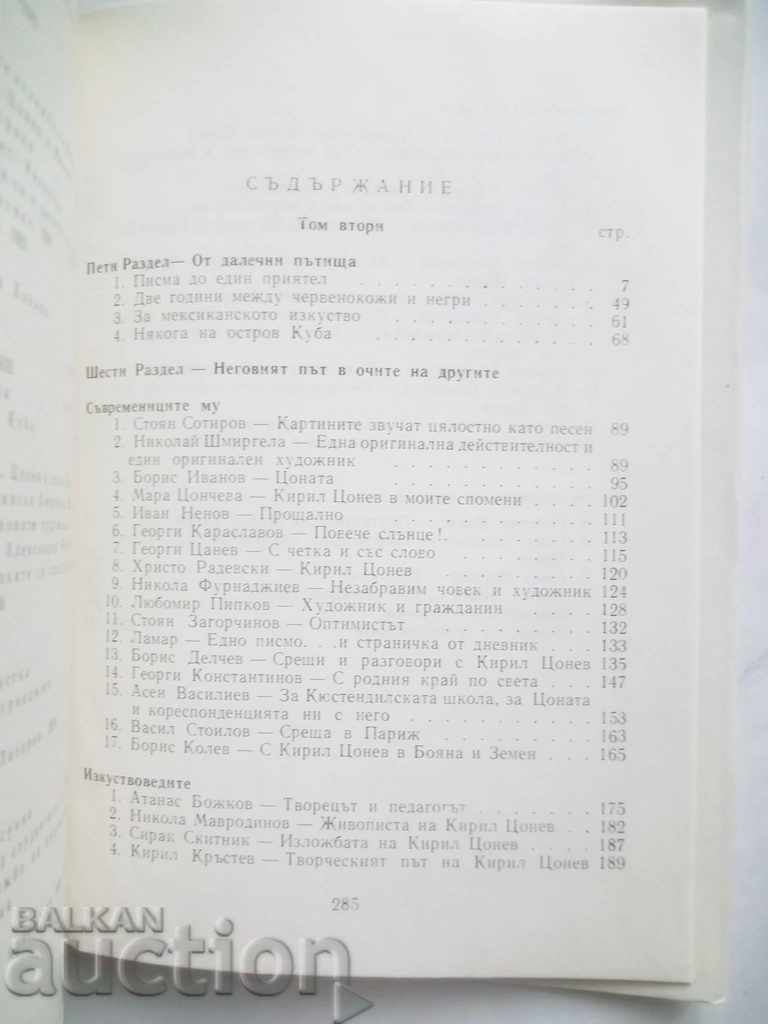 СЪДЪРЖАНИЕ
Том втори
стр.
Пети Раздел— От далечни пътища
1. Писма до един приятел . . . . . . . . . . . 7
2. Две години между червенокожи и негри . . . . . . 49
3. За мексиканското изкуство . . . . . . . . . . 61
4. Някога на остров Куба . . . . . . . . . . . 68
Шести Раздел — Неговият път в очите на другите
Съвременниците му
1. Стоян Сотиров — Картините звучат цялостно като песен 89
2. Николай Шмиргела — Една оригинална действителност и
един оригинален художник . . . . . . . . . . 89
3. Борис Иванов — Цоната . . . . . . . . . . . 95
4. Мара Цончева — Кирил Цонев в моите спомени . . . . 102
5. Иван Ненов — Прощално . . . . . . . . . . . 111
6. Георги Караславов — Повече слънце!. . . . . . . 113
7. Георги Цанев — С четка и със слово . . . . . . . 115
8. Христо Радевски — Кирил Цонев . . . . . . . . 120
9. Никола Фурнаджиев — Незабравим човек и художник 124
10. Любомир Пипков — Художник и гражданин . . . . 128
11. Стоян Загорчинов — Оптимистът . . . . . . . . 132
12. Ламар — Едно писмо. . .и страничка от дневник . . . 133
13. Борис Делчев — Срещи и разговори с Кирил Цонев 135
14. Георги Константинов — С родния край по света . . . 147
15. Асен Василиев — За Кюстендилската школа, за Цоната
и кореспонденцията ни с него . . . . . . . . . 153
16. Васил Стоилов — Среща в Париж . . . . . . . . 163
17. Борис Колев — С Кирил Цонев в Бояна и Земен . . . 165
Изкуствоведите
1. Атанас Божков — Творецът и педагогът . . . . . . . 175
2. Никола Мавродинов — Живописта на Кирил Цонев . . 182
3. Сирак Скитник — Изложбата на Кирил Цонев . . . . 187
4. Кирил Кръстев — Творческият път на Кирил Цонев 189
285
BALKAN
auction